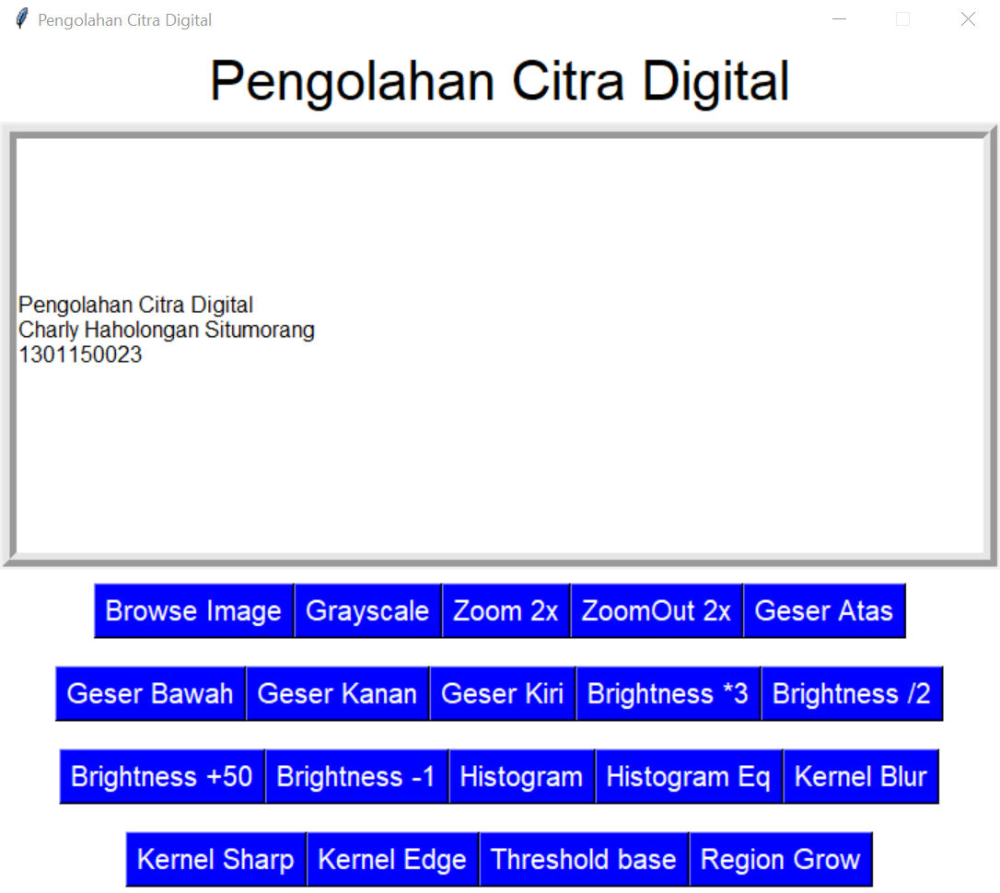 Pengolahan Citra Digital
Pengolahan Citra Digital
Pengolahan Citra Digital
Charly Haholongan Situmorang
1301150023
Browse Image Grayscale Zoom 2x ZoomOut 2x Geser Atas
Geser Bawah Geser Kanan Geser Kiri Brightness *3 Brightness /2
Brightness +50 Brightness -1 Histogram Histogram Eq Kernel Blur
Kernel Sharp Kernel Edge Threshold base Region Grow